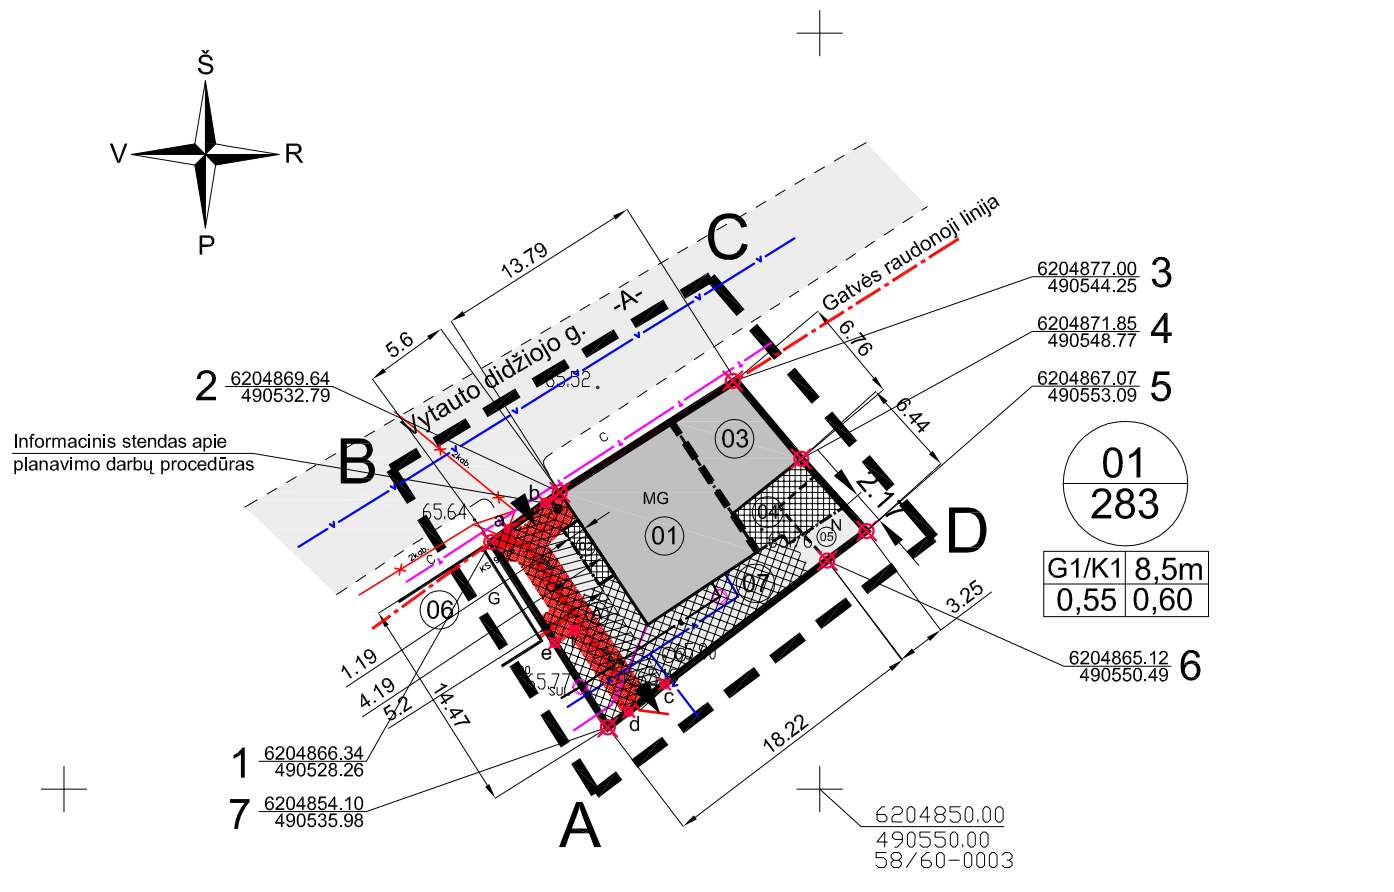 Š
V
R
P
13.79
5.6
C
-A-
Vytauto didžiojo g.
65.52
Gatvės raudonoji linija
6204877.00
490544.25
3
6204871.85
490548.77
4
6204867.07
490553.09
5
6.76
6.44
2
6204869.64
490532.79
Informacinis stendas apie
planavimo darbų procedūras
B
2kab.
C
03
MG
01
04
05
N
07
2.1
D
01
283
G1/K1
8,5m
0,55
0,60
65.64
a
b
2kab.
C
G
06
e
c
d
65.77
SU
1.19
4.19
5.2
14.47
18.22
3.25
6204865.12
490550.49
6
1
6204866.34
490528.26
7
6204854.10
490535.98
A
6204850.00
490550.00
58/60-0003